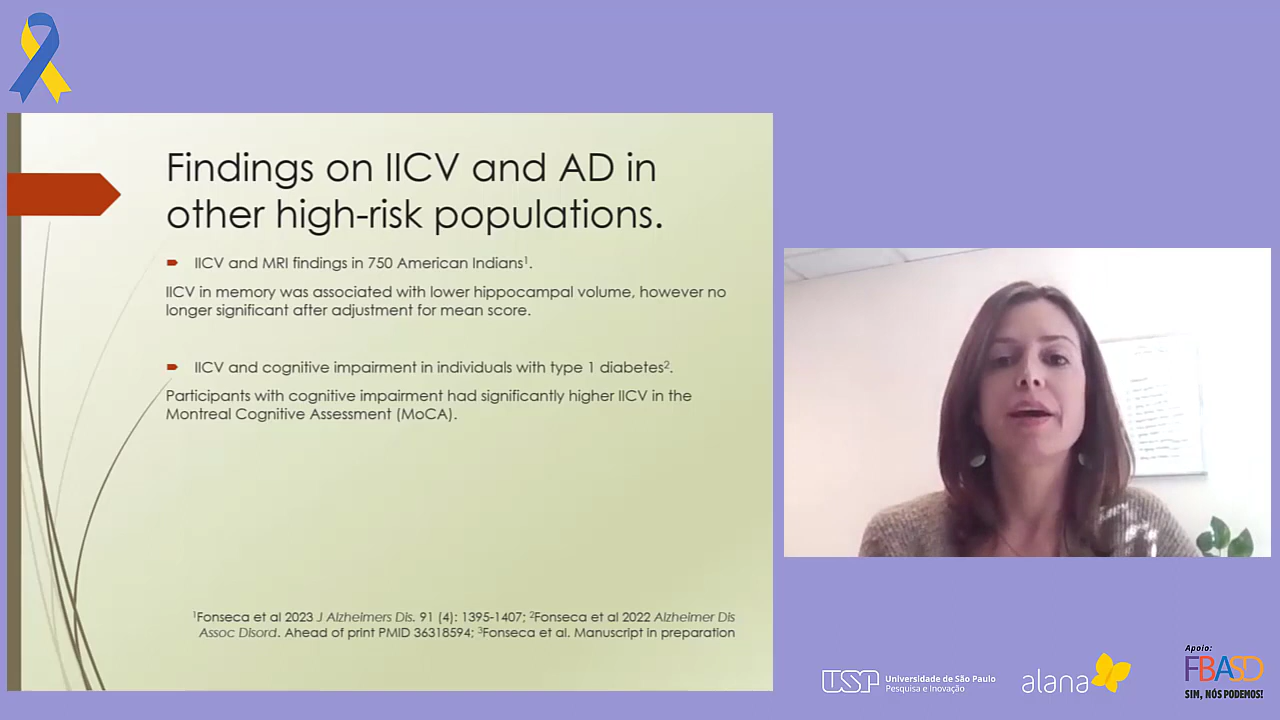 Findings on IICV and AD in
other high-risk populations.
IICV and MRI findings in 750 American Indians¹.
IICV in memory was associated with lower hippocampal volume, however no
longer significant after adjustment for mean score.
IICV and cognitive impairment in individuals with type 1 diabetes².
Participants with cognitive impairment had significantly higher IICV in the
Montreal Cognitive Assessment (MoCA).
¹Fonseca et al 2023 J Alzheimers Dis. 91 (4): 1395-1407; ²Fonseca et al 2022 Alzheimer Dis
Assoc Disord. Ahead of print PMID 36318594; ³Fonseca et al. Manuscript in preparation
USP Universidade de São Paulo
Pesquisa e Inovação
alana
Apoio:
FBASD
SIM, NÓS PODEMOS!